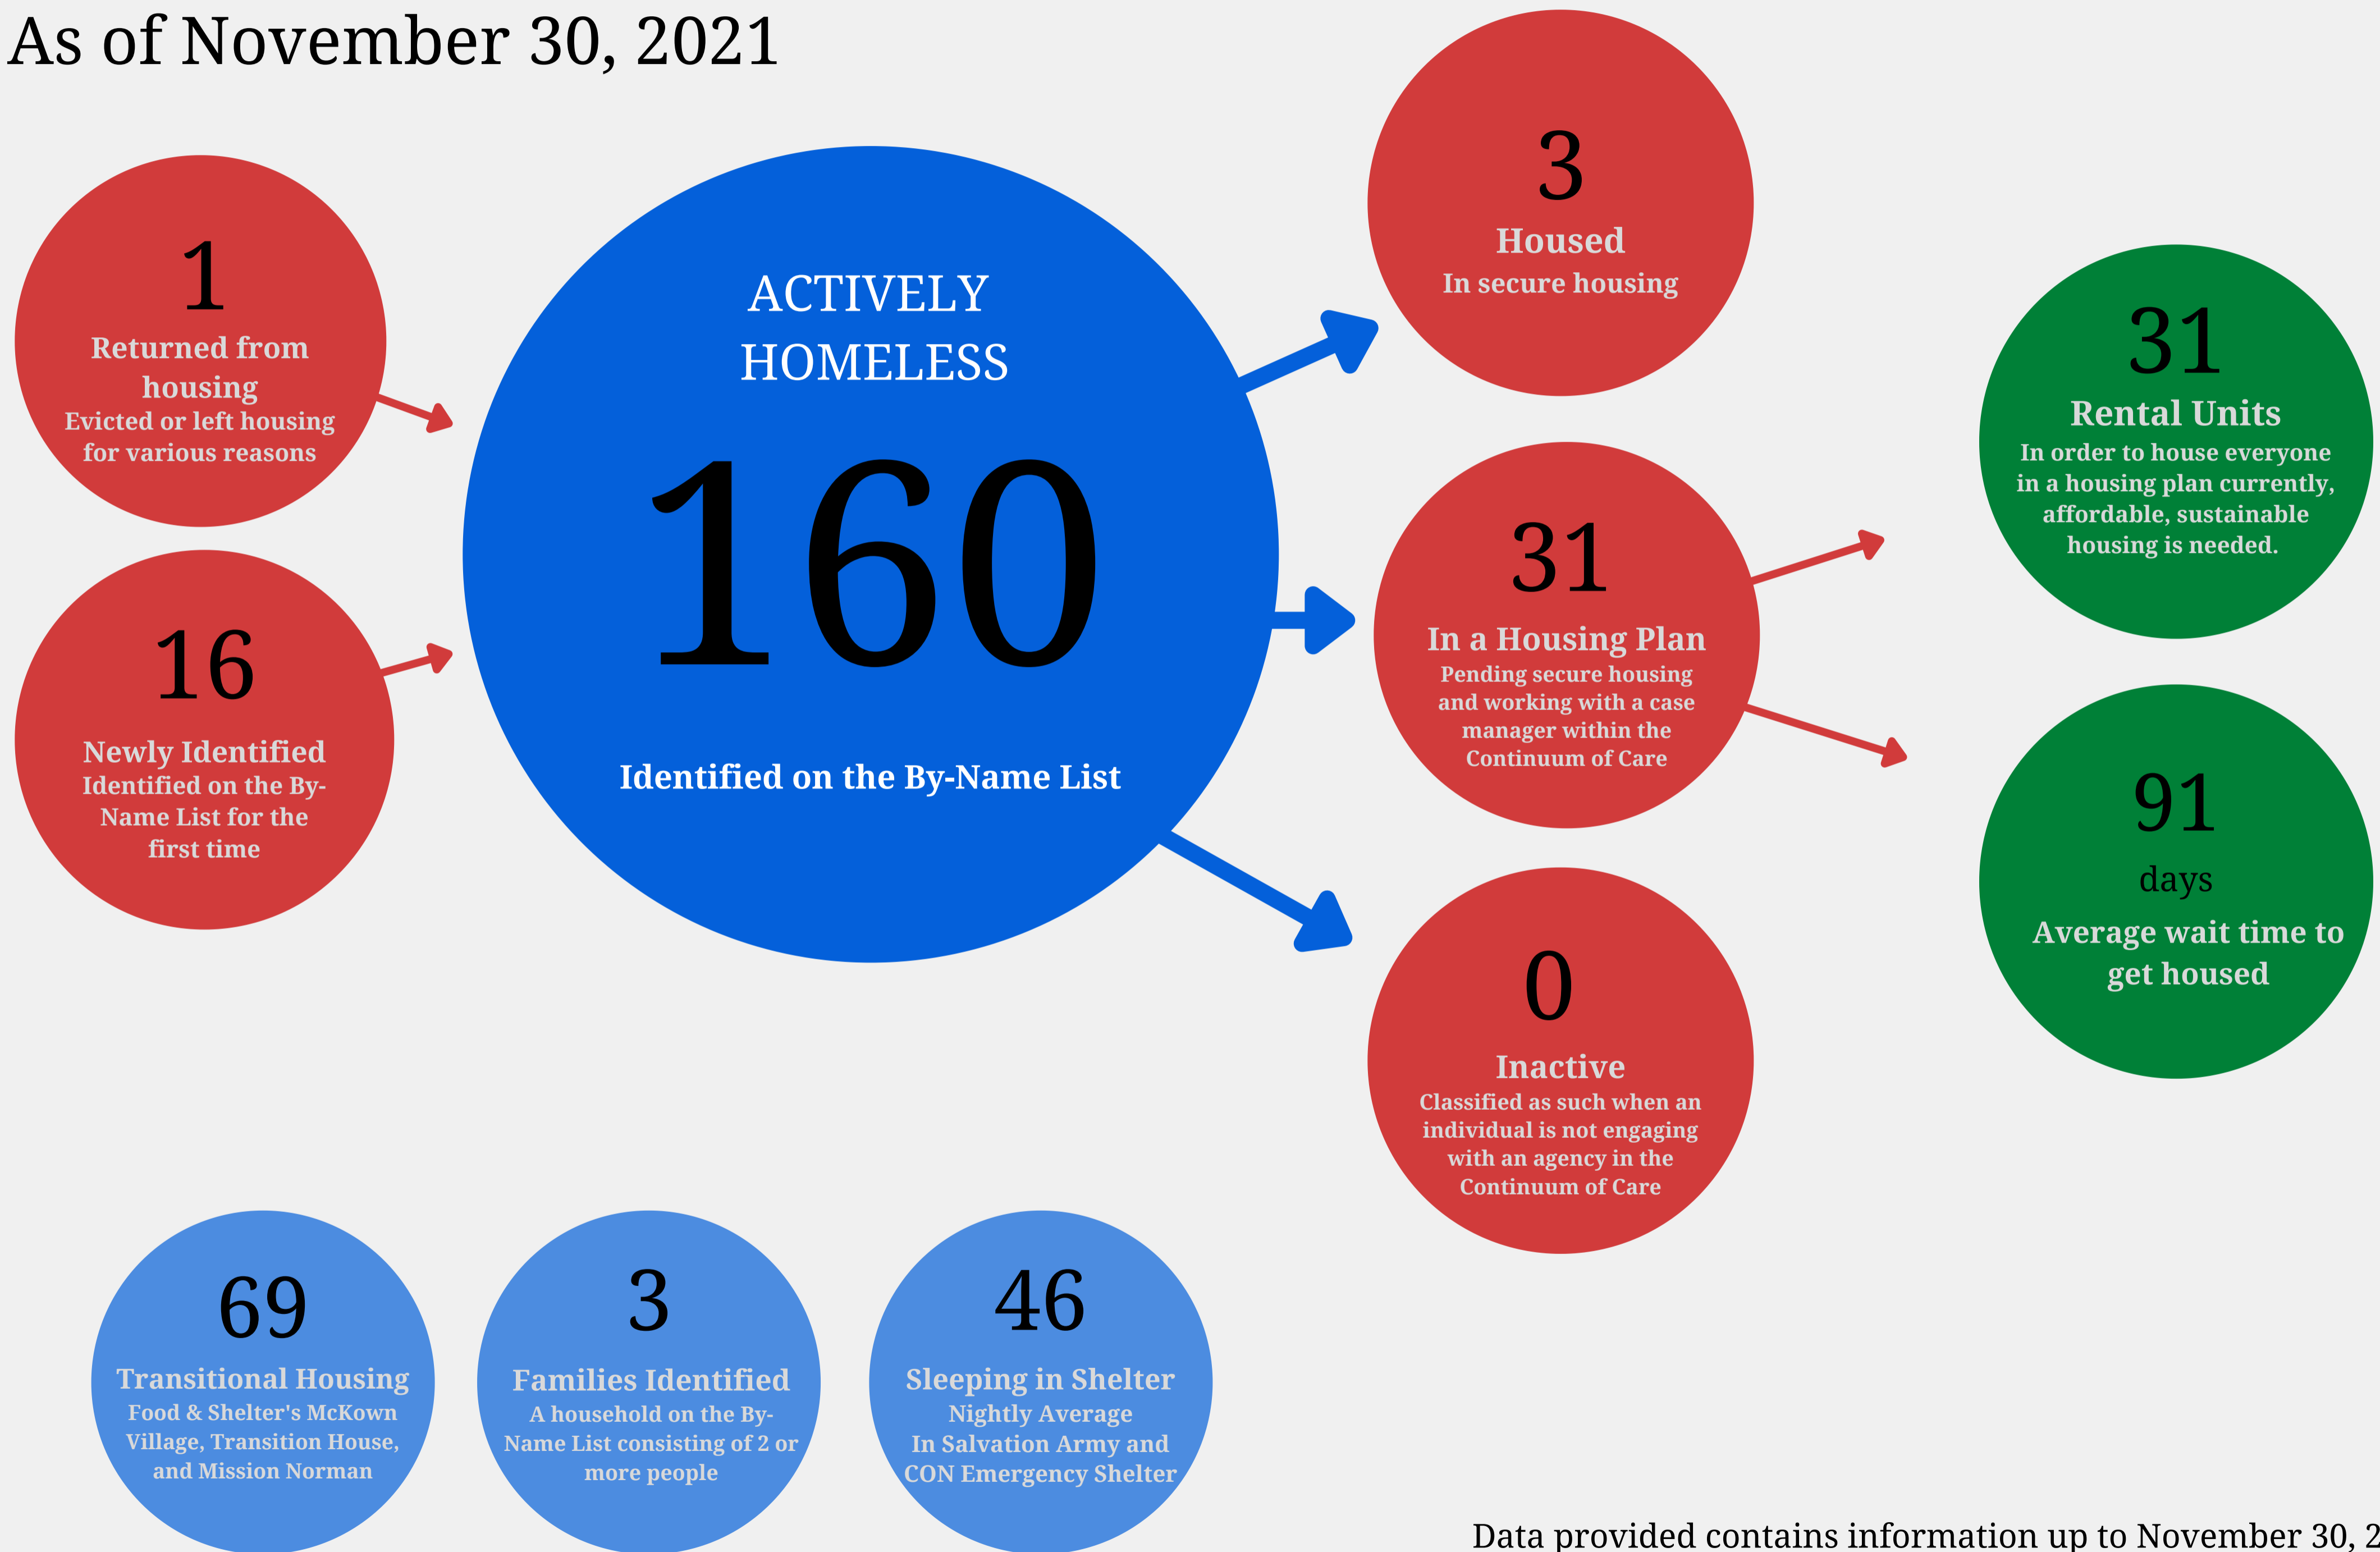 As of November 30, 2021
1
Returned from
housing
Evicted or left housing
for various reasons
16
Newly Identified
Identified on the By-
Name List for the
first time
ACTIVELY
HOMELESS
160
Identified on the By-Name List
3
Housed
In secure housing
31
In a Housing Plan
Pending secure housing
and working with a case
manager within the
Continuum of Care
0
Inactive
Classified as such when an
individual is not engaging
with an agency in the
Continuum of Care
31
Rental Units
In order to house everyone
in a housing plan currently,
affordable, sustainable
housing is needed.
91
days
Average wait time to
get housed
69
Transitional Housing
Food & Shelter's McKown
Village, Transition House,
and Mission Norman
3
Families Identified
A household on the By-
Name List consisting of 2 or
more people
46
Sleeping in Shelter
Nightly Average
In Salvation Army and
CON Emergency Shelter
Data provided contains information up to November 30, 2